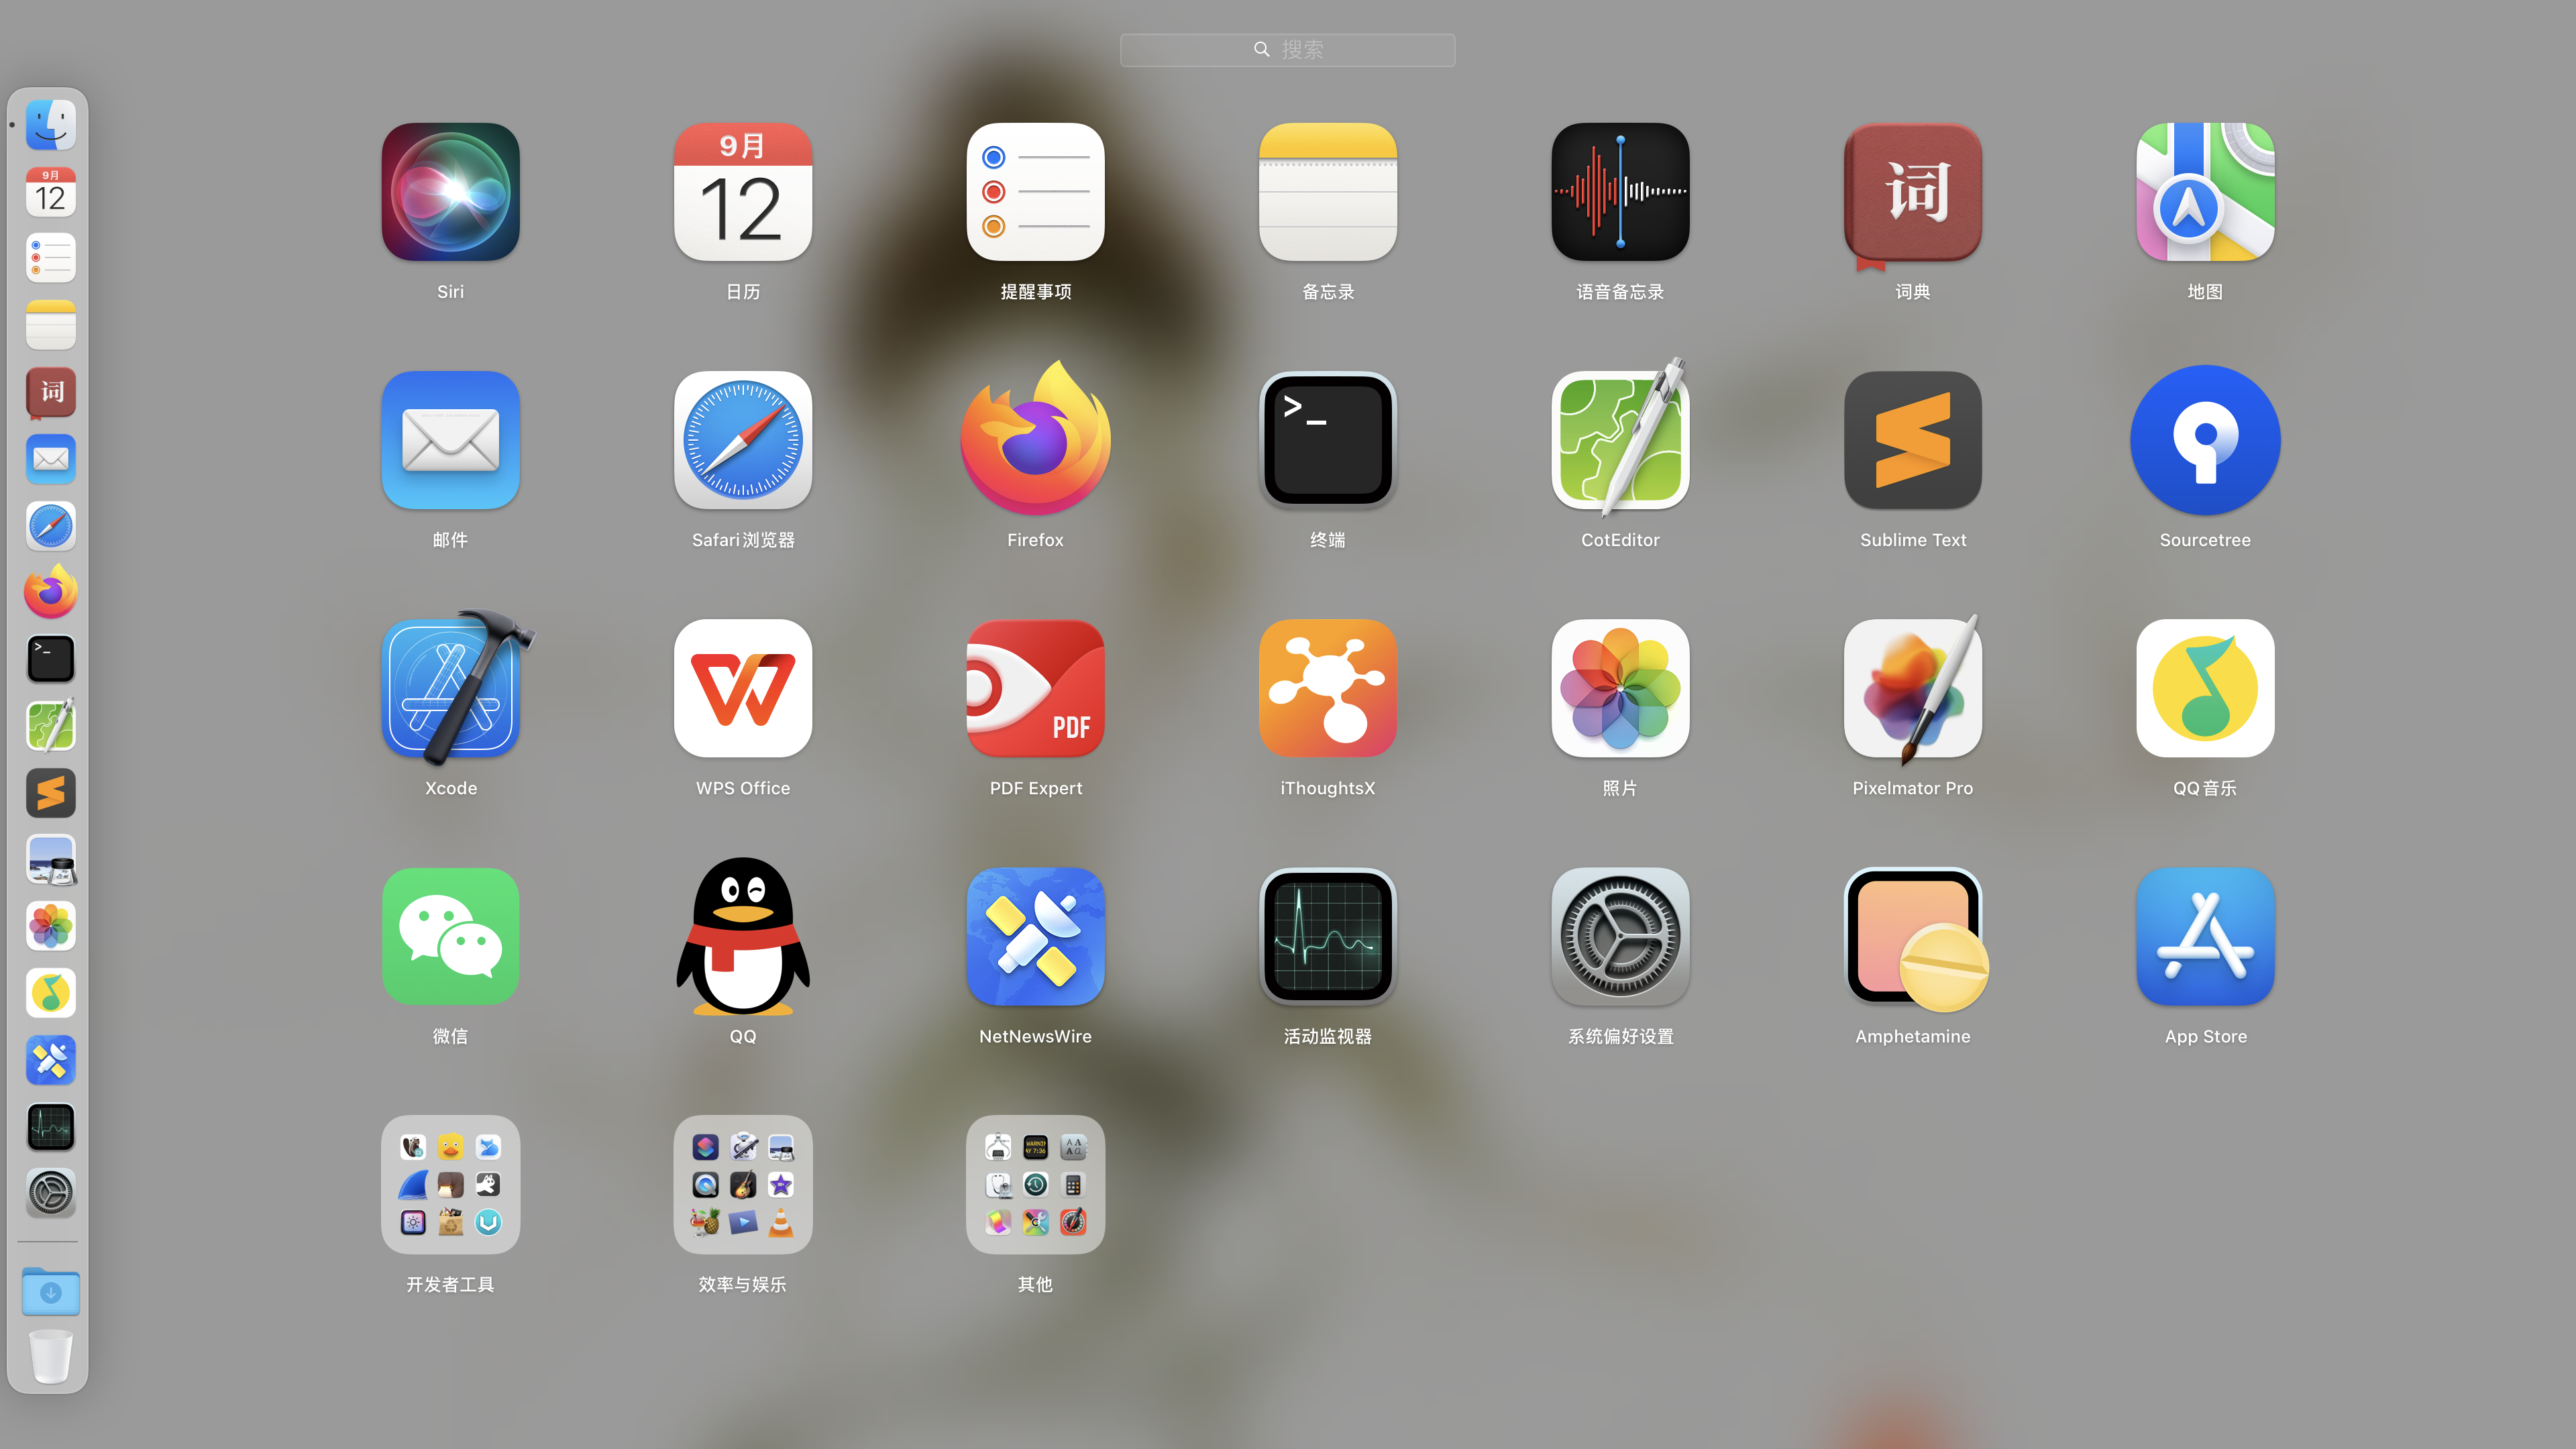 搜索
9月
12
词
Siri
9月
12
日历
提醒事项
备忘录
语音备忘录
词
词典
地图
邮件
Safari浏览器
Firefox
>_
终端
CotEditor
Sublime Text
Sourcetree
>_
Xcode
WPS Office
PDF
PDF Expert
iThoughtsX
照片
Pixelmator Pro
QQ音乐
微信
QQ
NetNewsWire
活动监视器
系统偏好设置
Amphetamine
App Store
开发者工具
效率与娱乐
其他